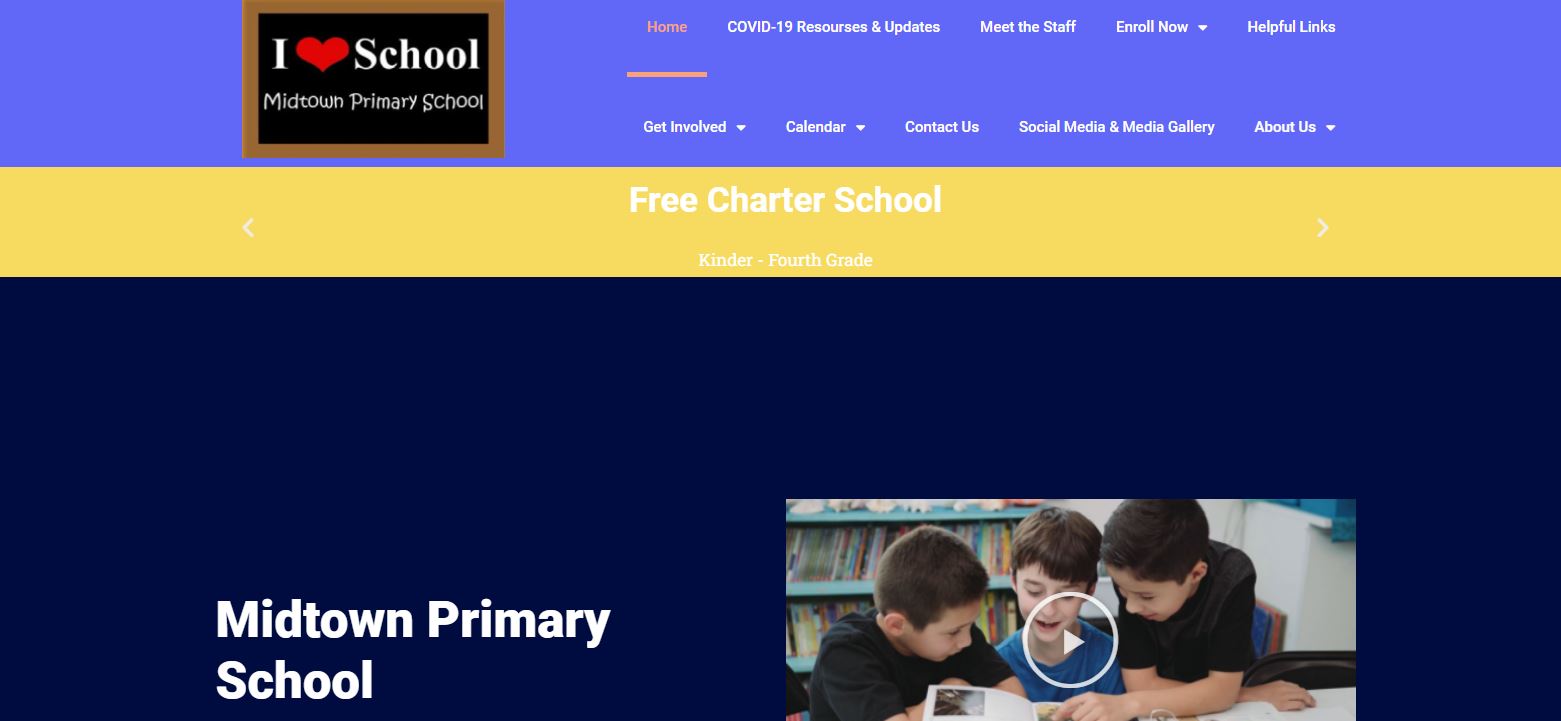 I ❤ School
Midtown Primary School
Home COVID-19 Resourses & Updates Meet the Staff Enroll Now Helpful Links
Get Involved Calendar Contact Us Social Media & Media Gallery About Us
Free Charter School
Kinder - Fourth Grade
Midtown Primary
School